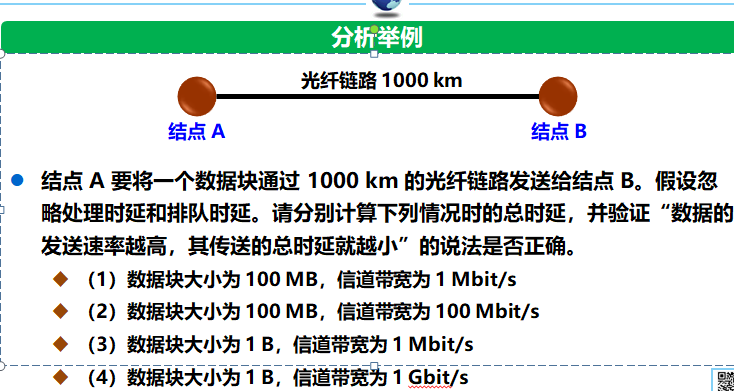 分析举例
光纤链路 1000 km
结点 A
结点 B
结点 A 要将一个数据块通过 1000 km 的光纤链路发送给结点 B。假设忽
略处理时延和排队时延。请分别计算下列情况时的总时延，并验证“数据的
发送速率越高，其传送的总时延就越小”的说法是否正确。
（1）数据块大小为 100 MB，信道带宽为 1 Mbit/s
（2）数据块大小为 100 MB，信道带宽为 100 Mbit/s
（3）数据块大小为 1 B，信道带宽为 1 Mbit/s
（4）数据块大小为 1 B，信道带宽为 1 Gbit/s